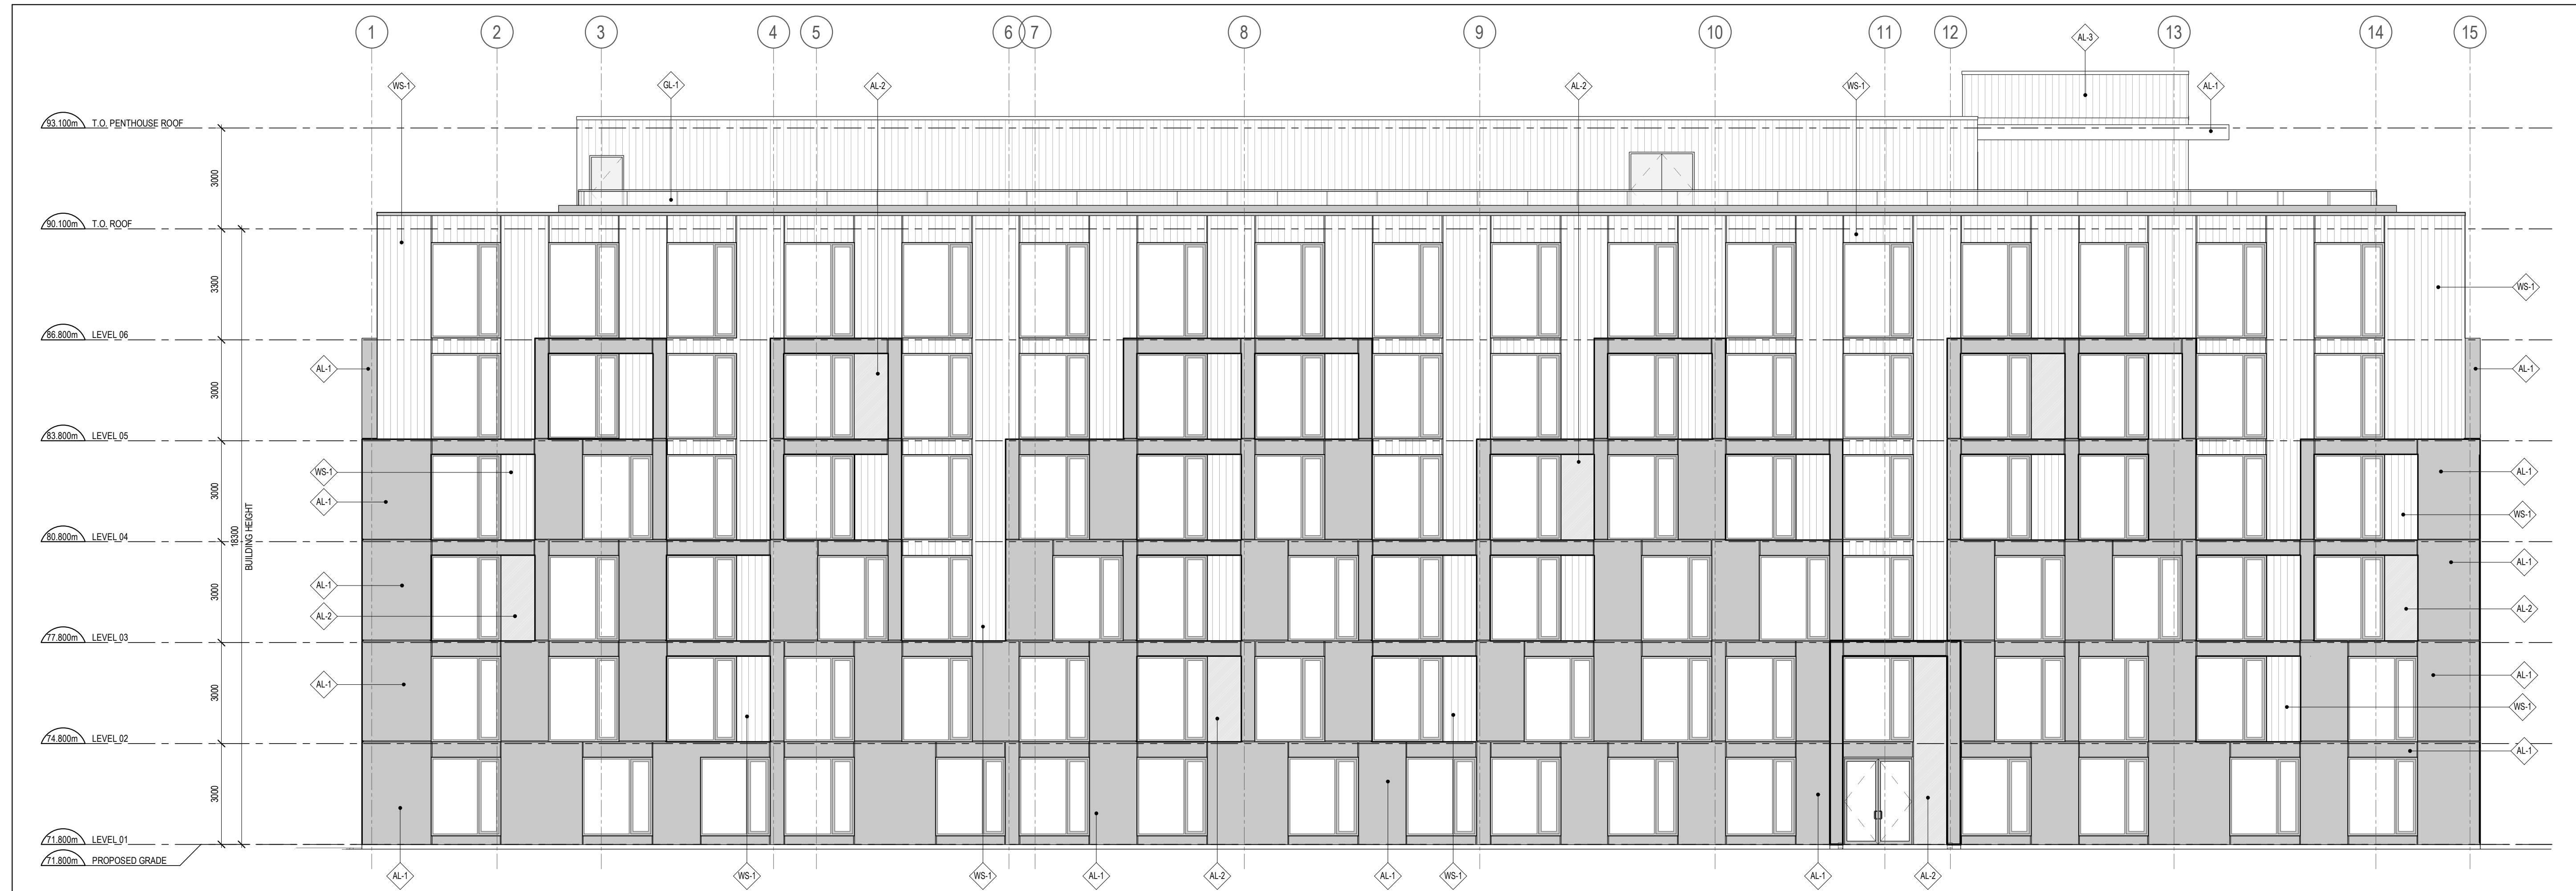 1 2 3 4 5 6 7 8 9 10 11 12 13 14 15
AL-3
WS-1 GL-1 AL-2 AL-2 WS-1 AL-1
93.100m T.O. PENTHOUSE ROOF
3000
90.100m T.O. ROOF
3300
WS-1
86.800m LEVEL 06
AL-1 AL-1
3000
83.800m LEVEL 05
WS-1 AL-1
3000
AL-1 WS-1
18300
BUILDING HEIGHT
80.800m LEVEL 04
AL-1 AL-1
3000
AL-2 AL-2
77.800m LEVEL 03
AL-1 AL-1
3000
WS-1
74.800m LEVEL 02
AL-1
3000
71.800m LEVEL 01
71.800m PROPOSED GRADE
AL-1 WS-1 WS-1 AL-1 AL-2 AL-1 WS-1 AL-1 AL-2